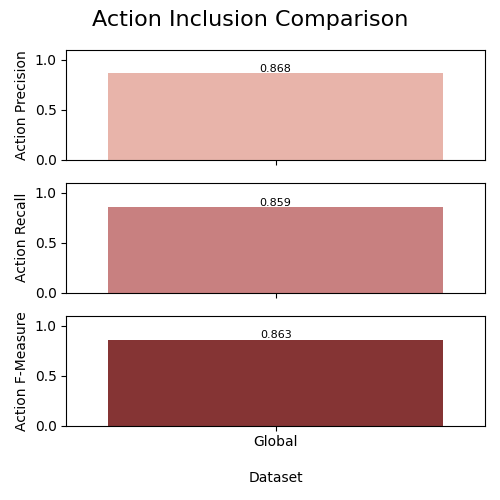 Action Inclusion Comparison
Action Precision
1.0
0.5
0.0
0.868
Action Recall
1.0
0.5
0.0
0.859
Action F-Measure
1.0
0.5
0.0
0.863
Global
Dataset